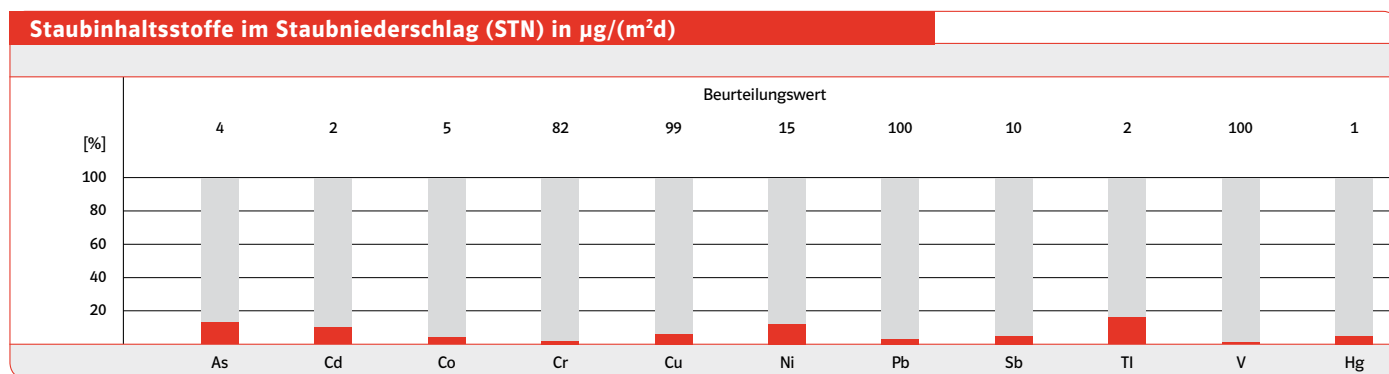 Staubinhaltsstoffe im Staubniederschlag (STN) in µg/(m²d)
Beurteilungswert
4 2 5 82 99 15 100 10 2 100 1
[%]
100
80
60
40
20
As Cd Co Cr Cu Ni Pb Sb Tl V Hg